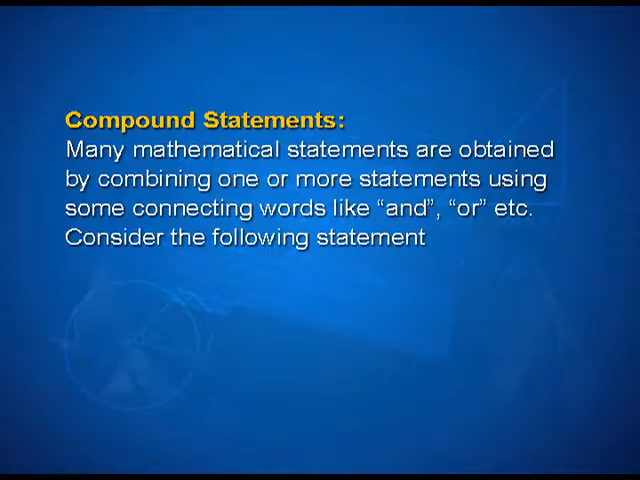 Compound Statements:
Many mathematical statements are obtained
by combining one or more statements using
some connecting words like “and”, “or” etc.
Consider the following statement